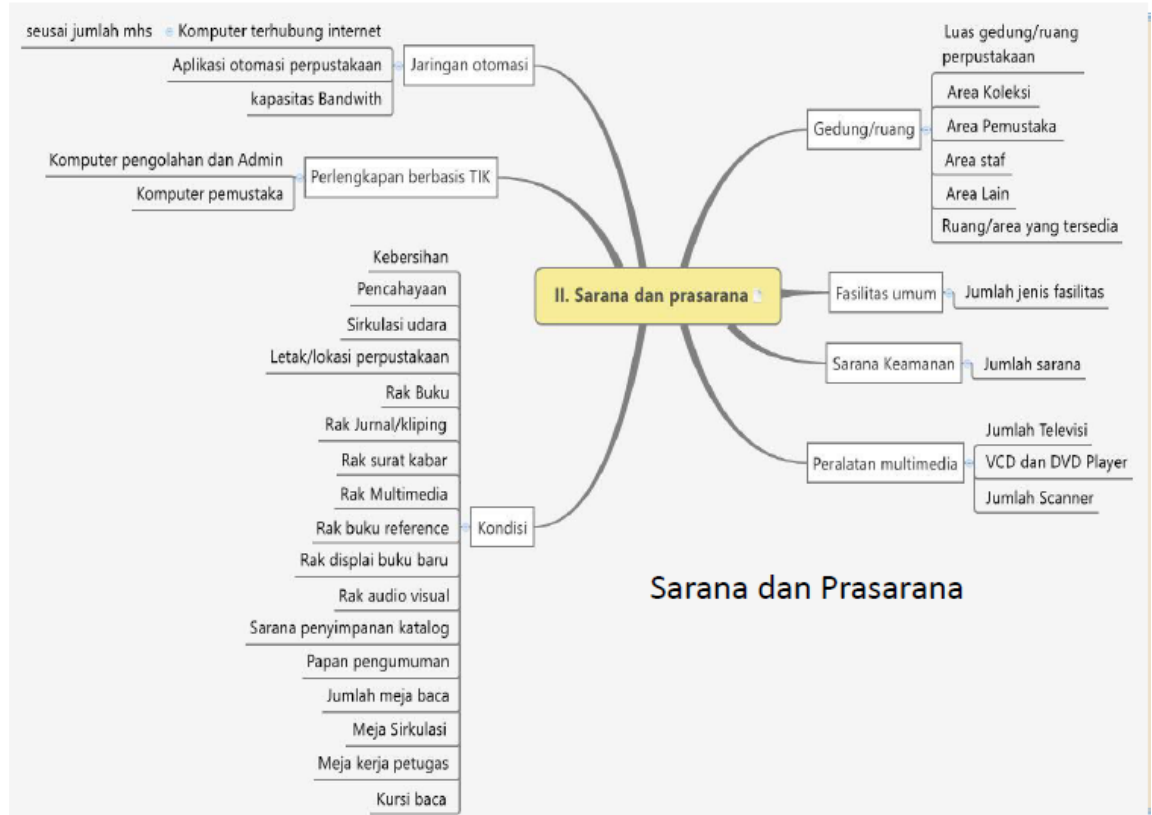 seusai jumlah mhs
Komputer terhubung internet
Aplikasi otomasi perpustakaan
kapasitas Bandwith
Jaringan otomasi
Komputer pengolahan dan Admin
Komputer pemustaka
Perlengkapan berbasis TIK
Kebersihan
Pencahayaan
Sirkulasi udara
Letak/lokasi perpustakaan
Rak Buku
Rak Jurnal/kliping
Rak surat kabar
Rak Multimedia
Rak buku reference
Rak displai buku baru
Rak audio visual
Sarana penyimpanan katalog
Papan pengumuman
Jumlah meja baca
Meja Sirkulasi
Meja kerja petugas
Kursi baca
Kondisi
II. Sarana dan prasarana
Gedung/ruang
Luas gedung/ruang
perpustakaan
Area Koleksi
Area Pemustaka
Area staf
Area Lain
Ruang/area yang tersedia
Fasilitas umum
Jumlah jenis fasilitas
Sarana Keamanan
Jumlah sarana
Peralatan multimedia
Jumlah Televisi
VCD dan DVD Player
Jumlah Scanner
Sarana dan Prasarana